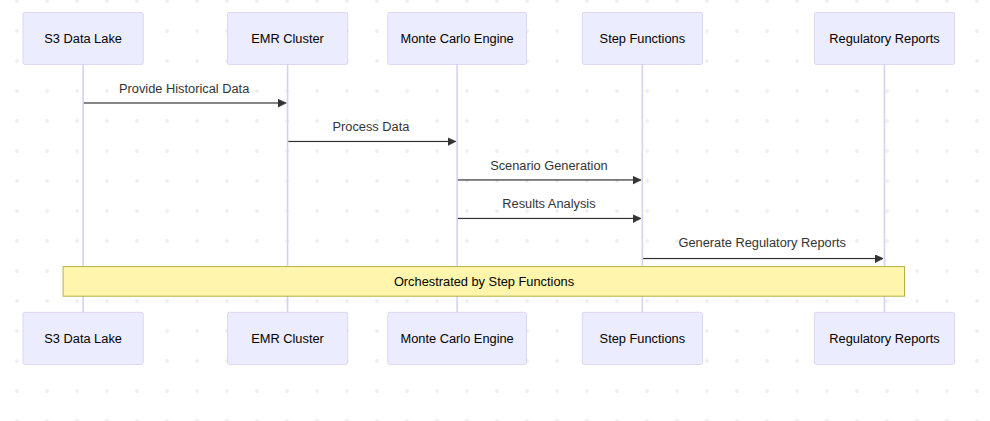 S3 Data Lake
EMR Cluster
Monte Carlo Engine
Step Functions
Regulatory Reports
Provide Historical Data
Process Data
Scenario Generation
Results Analysis
Generate Regulatory Reports
Orchestrated by Step Functions
S3 Data Lake
EMR Cluster
Monte Carlo Engine
Step Functions
Regulatory Reports